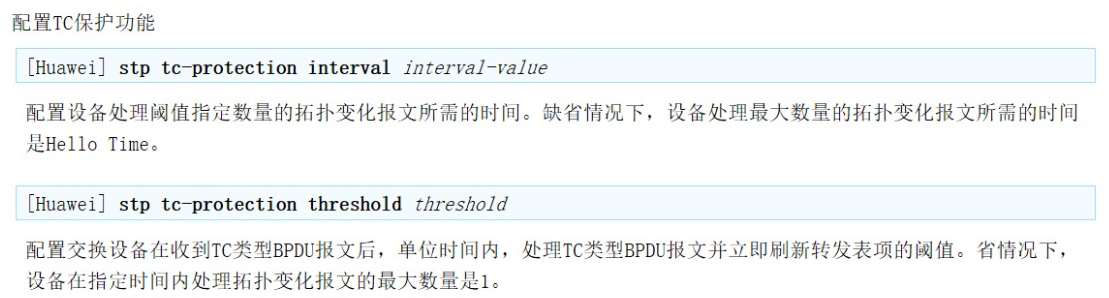 配置TC保护功能
[Huawei] stp tc-protection interval interval-value
配置设备处理阈值指定数量的拓扑变化报文所需的时间。缺省情况下，设备处理最大数量的拓扑变化报文所需的时间
是Hello Time。
[Huawei] stp tc-protection threshold threshold
配置交换设备在收到TC类型BPDU报文后，单位时间内，处理TC类型BPDU报文并立即刷新转发表项的阈值。省情况下，
设备在指定时间内处理拓扑变化报文的最大数量是1。